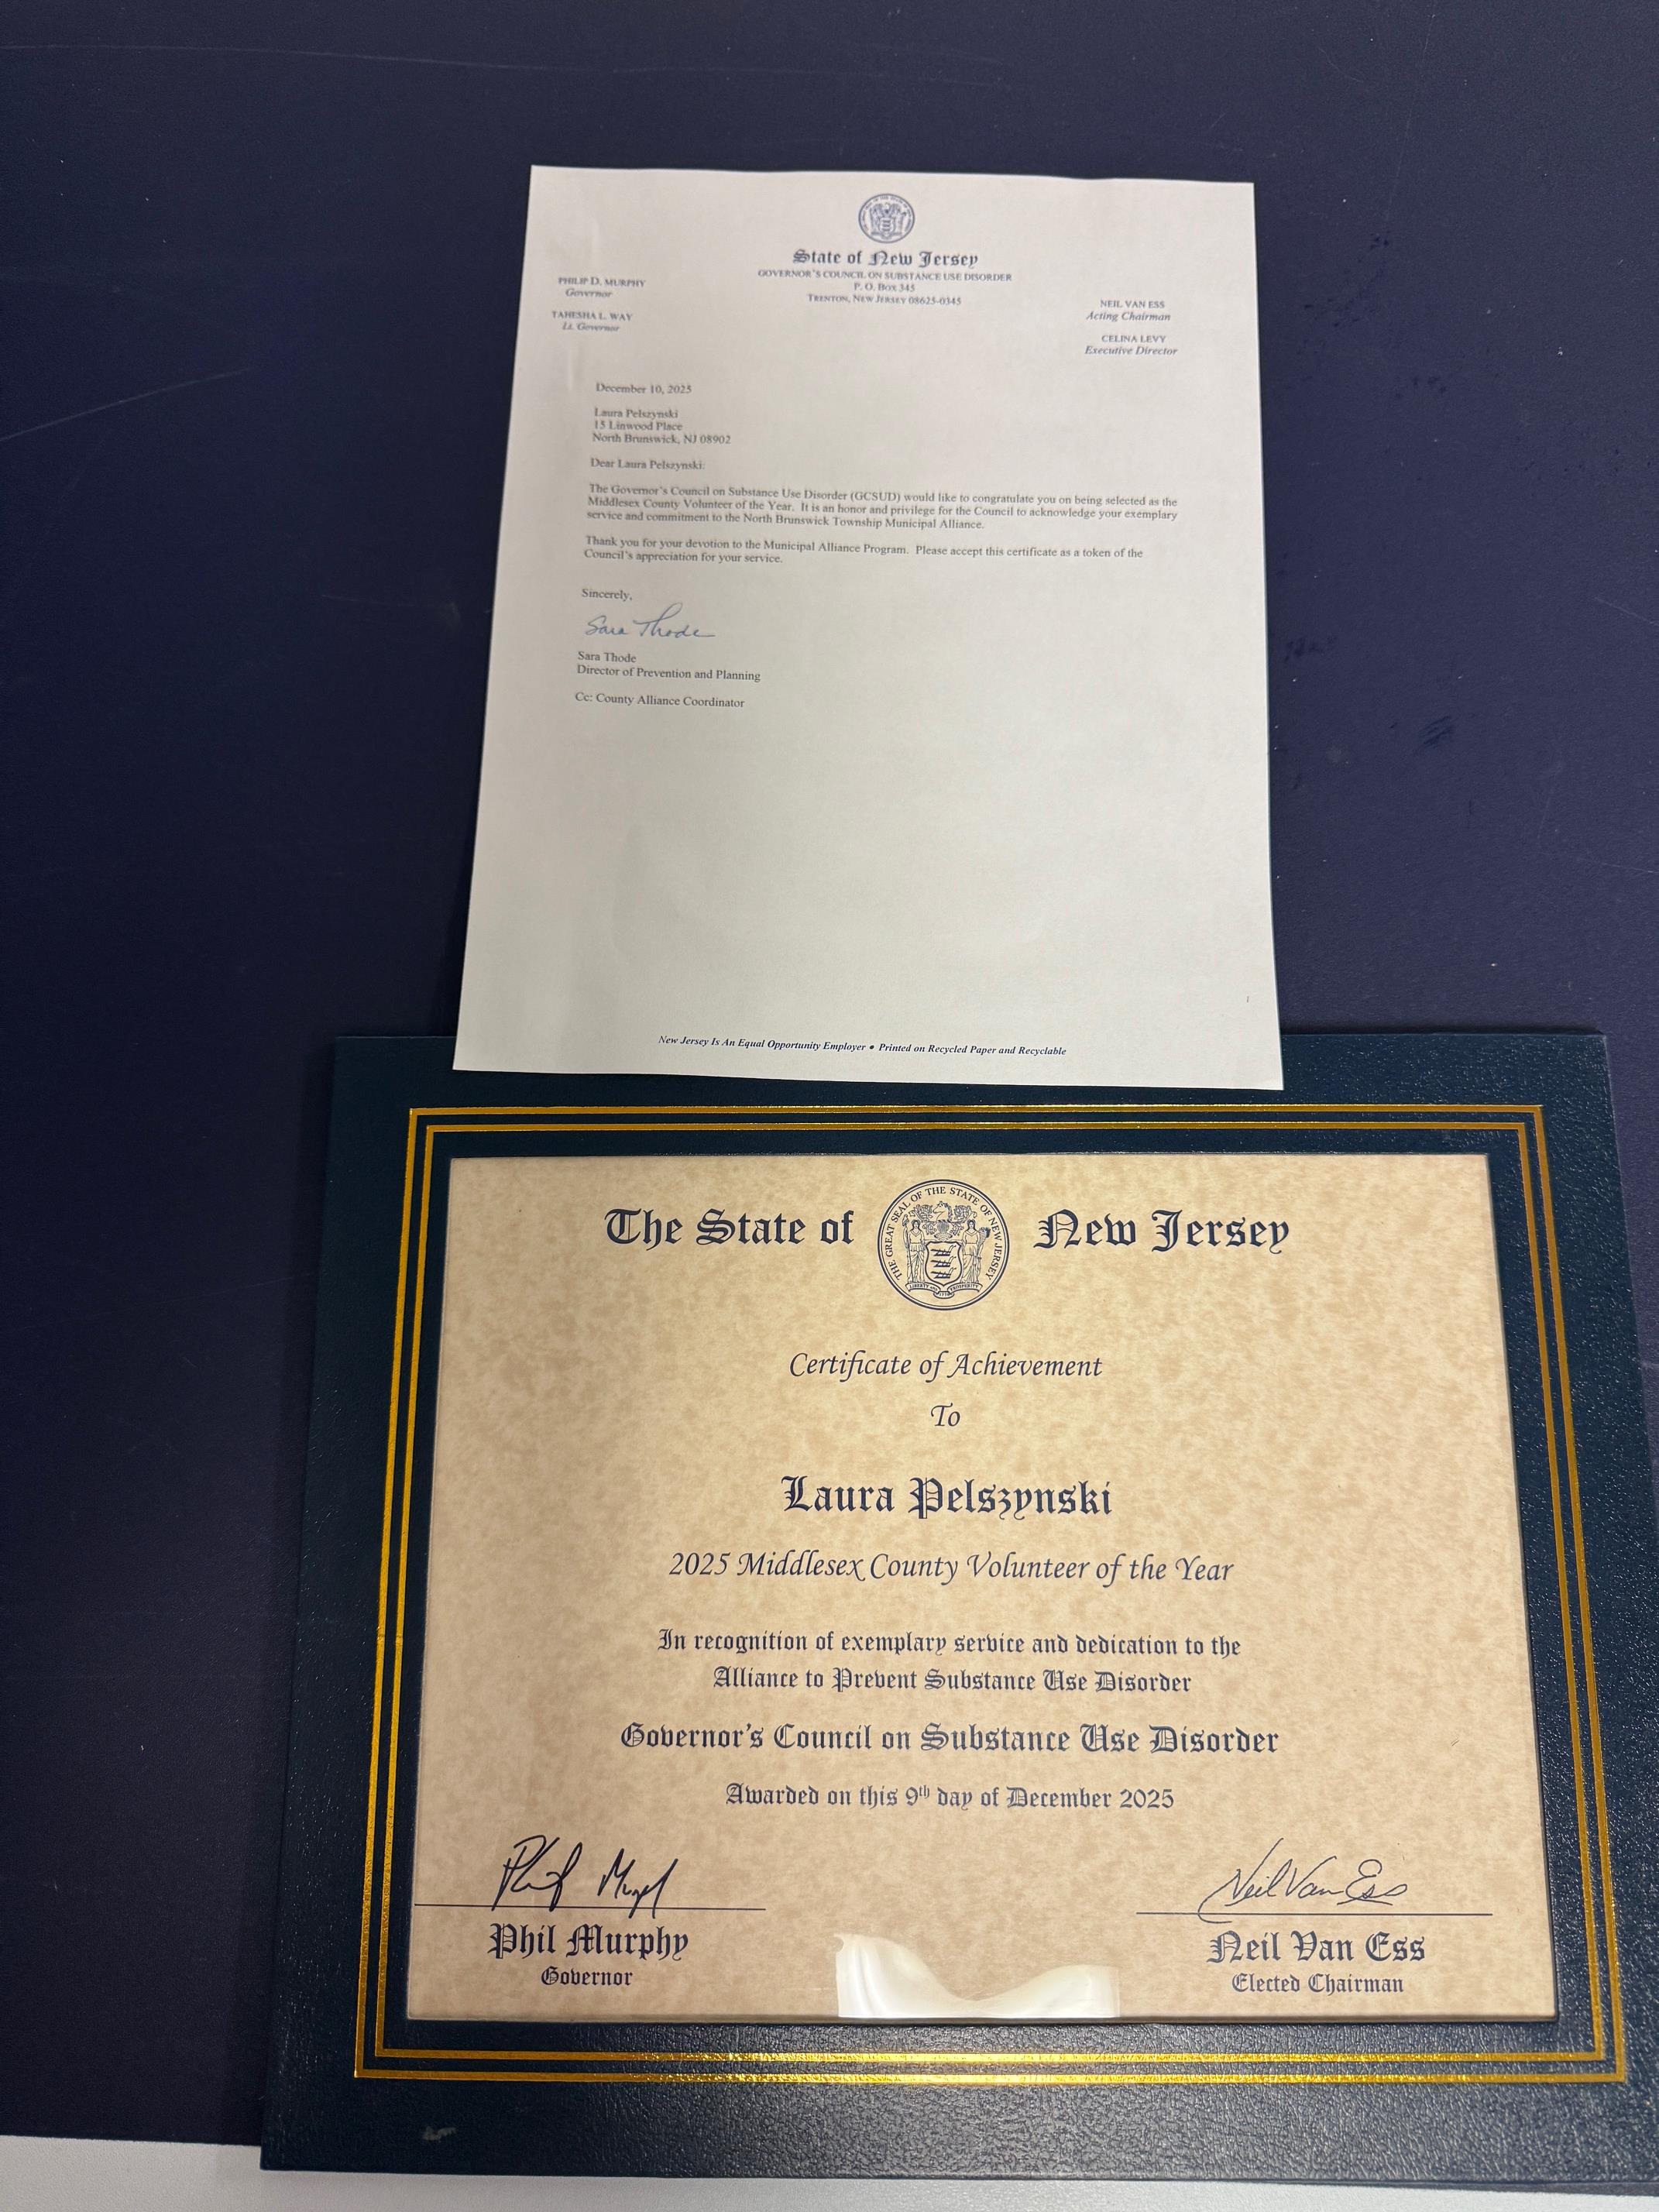 State of New Jersey
GOVERNOR'S COUNCIL ON SUBSTANCE USE DISORDER
P. O. BOX 345
TRENTON, NEW JERSEY 08625-0345
PHILIP D. MURPHY
Governor
TAHESHA L. WAY
Lt. Governor
NEIL VAN ESS
Acting Chairman
CELINA LEVY
Executive Director
December 10, 2025
Laura Pelszynski
15 Linwood Place
North Brunswick, NJ 08902
Dear Laura Pelszynski:
The Governor's Council on Substance Use Disorder (GCSUD) would like to congratulate you on being selected as the
Middlesex County Volunteer of the Year. It is an honor and privilege for the Council to acknowledge your exemplary
service and commitment to the North Brunswick Township Municipal Alliance.
Thank you for your devotion to the Municipal Alliance Program. Please accept this certificate as a token of the
Council's appreciation for your service.
Sincerely,
Sara Thode
Sara Thode
Director of Prevention and Planning
Cc: County Alliance Coordinator
New Jersey Is An Equal Opportunity Employer • Printed on Recycled Paper and Recyclable
The State of New Jersey
THE GREAT SEAL OF THE STATE OF NEW JERSEY
LIBERTY AND PROSPERITY
Certificate of Achievement
To
Laura Pelszynski
2025 Middlesex County Volunteer of the Year
In recognition of exemplary service and dedication to the
Alliance to Prevent Substance Use Disorder
Governor's Council on Substance Use Disorder
Awarded on this 9th day of December 2025
Phil Murphy
Neil Van Ess
Phil Murphy
Governor
Neil Van Ess
Elected Chairman